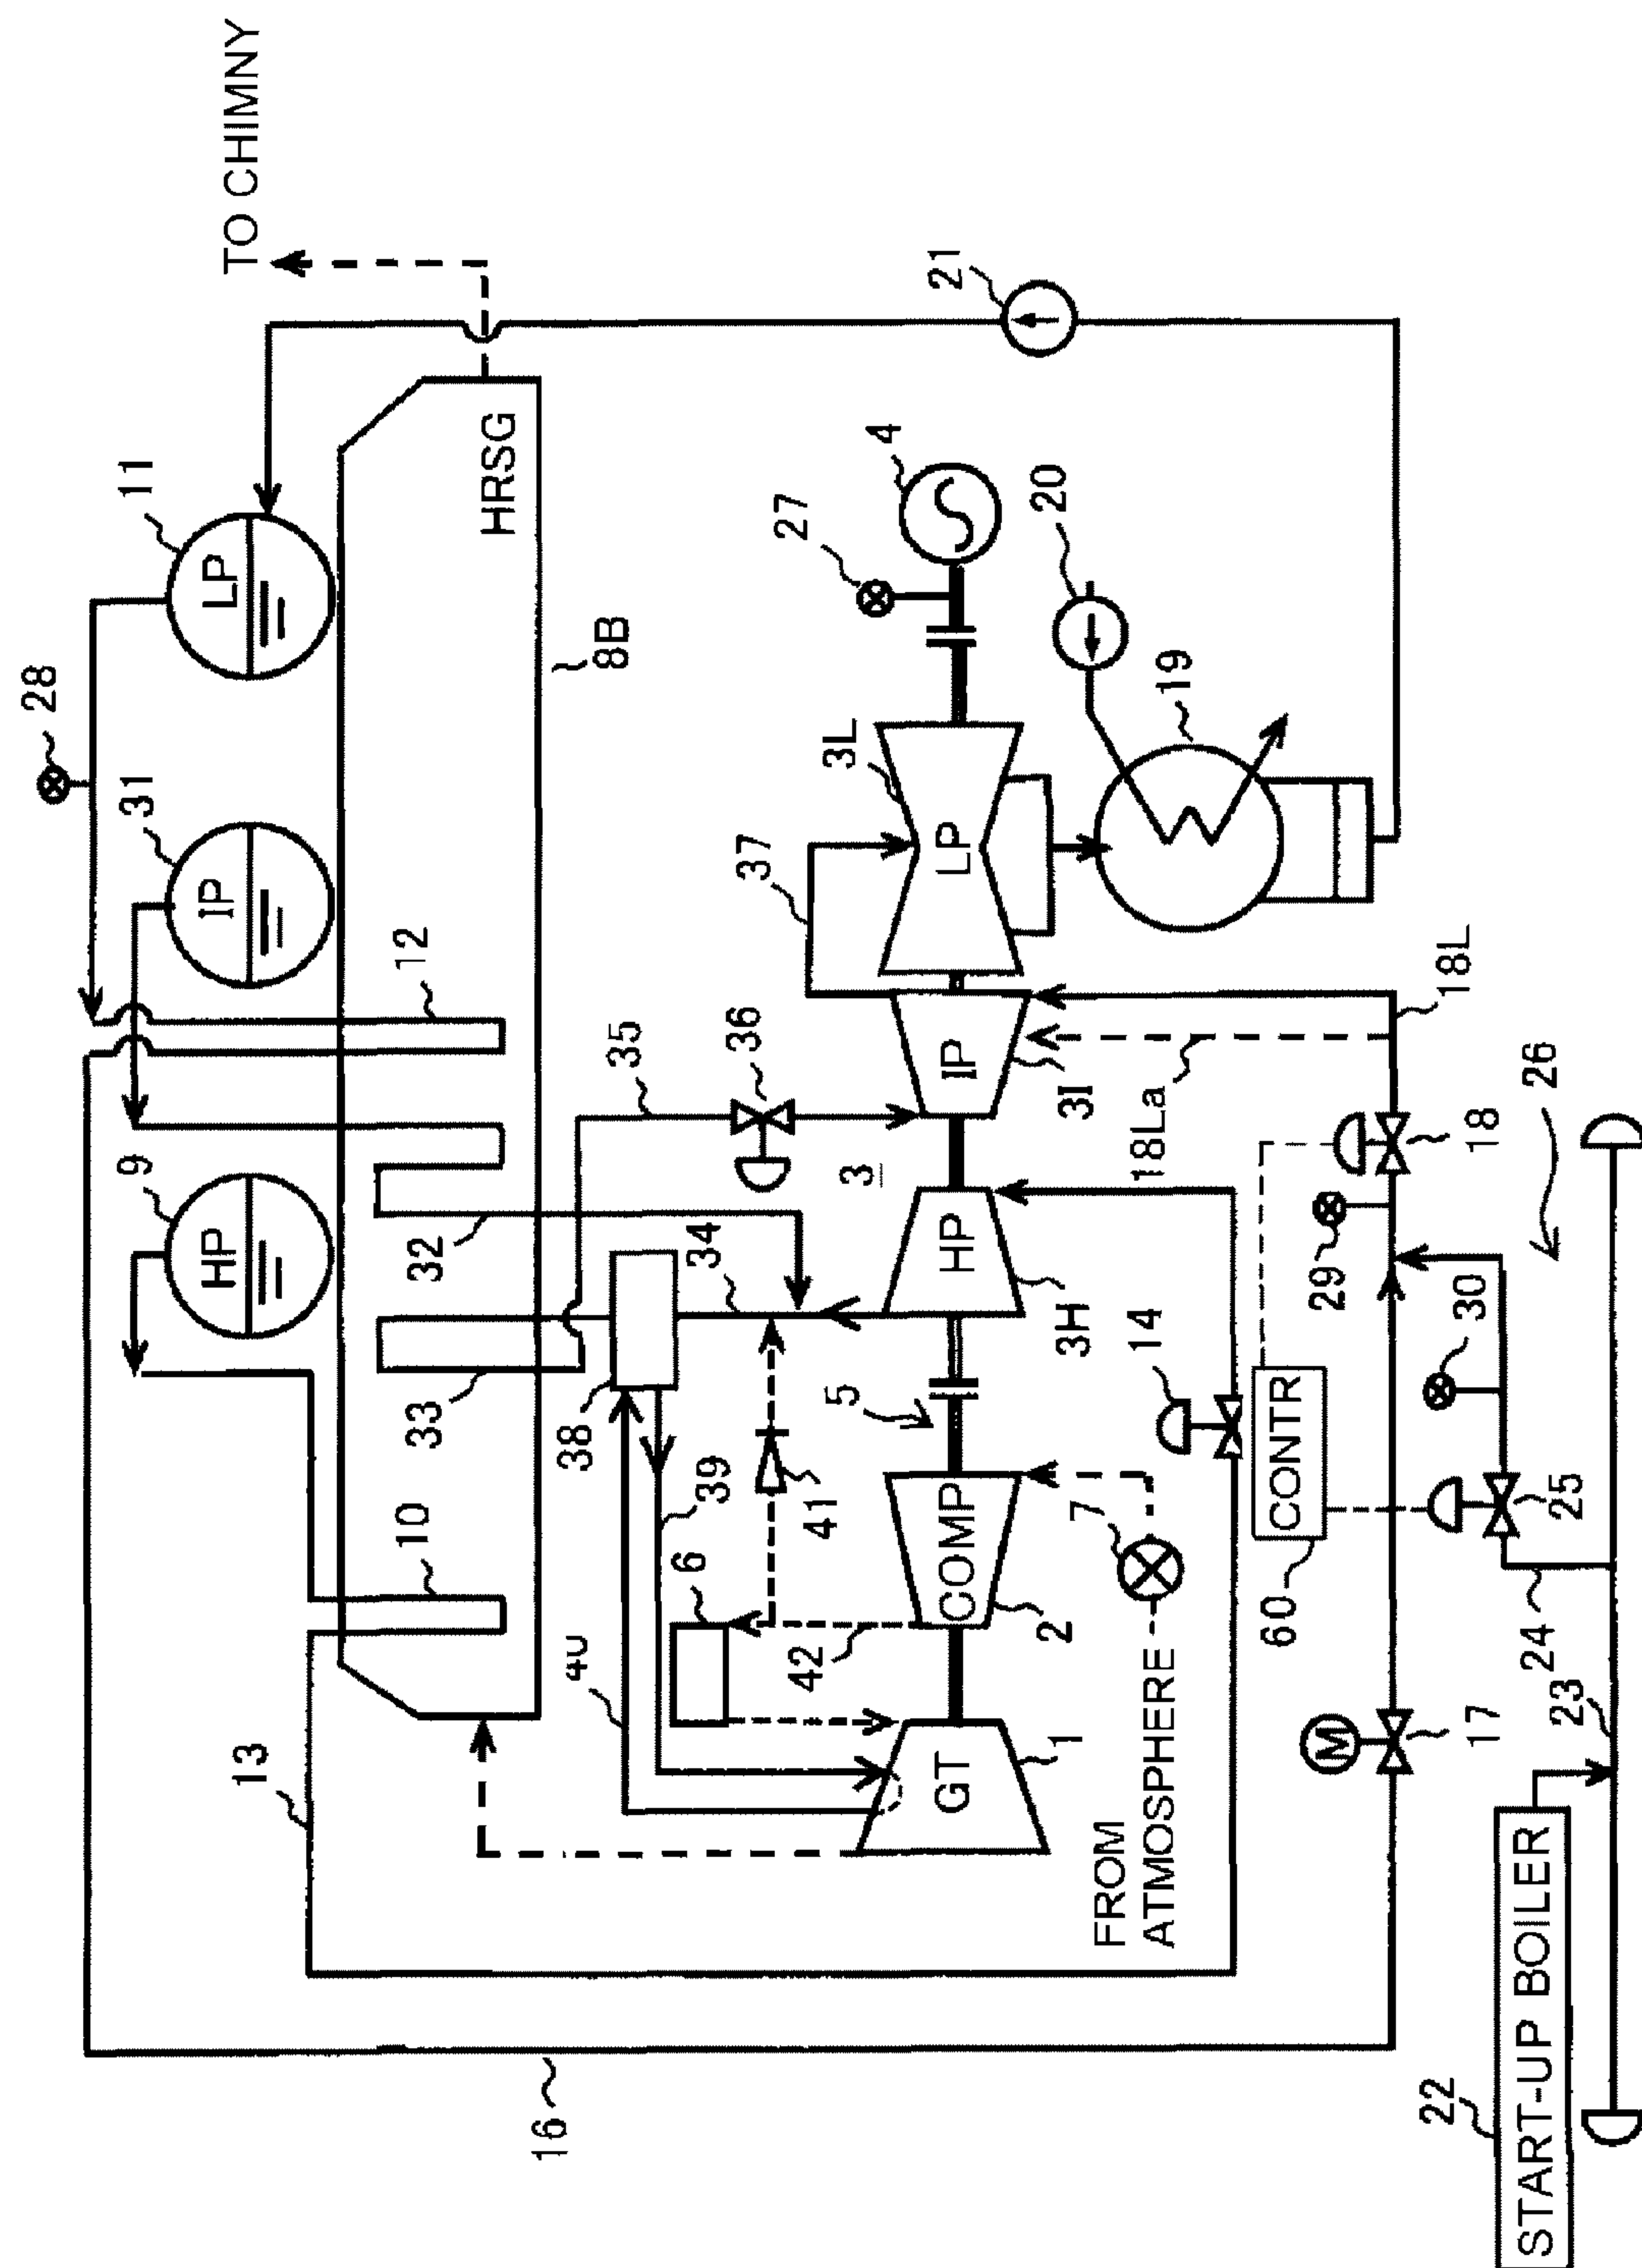 28
9
31
11
HP
IP
LP
TO CHIMNY
13
10
12
33
32
HRSG
16
40
38
35
8B
6
39
34
36
37
27
42
41
5
3
3L
4
21
GT
COMP
HP
IP
LP
1
2
3H
3I
20
7
FROM
ATMOSPHERE
14
18La
19
60
CONTR
29
M
22
17
30
18
18L
START-UP BOILER
24
26
23
25